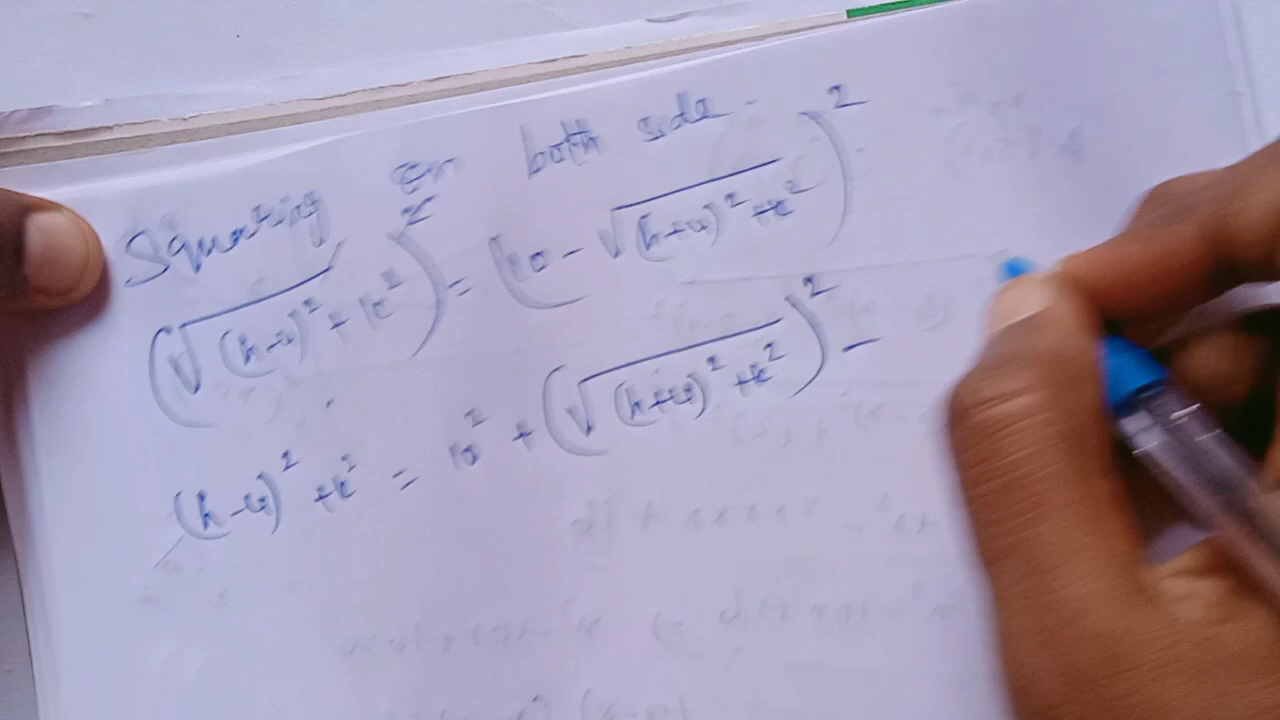 Squaring on both side -
(√(h-4)² + k²)² = (10 - √(h+4)² + k²)²
(h-4)² + k² = 10² + (√(h+4)² + k²)² -